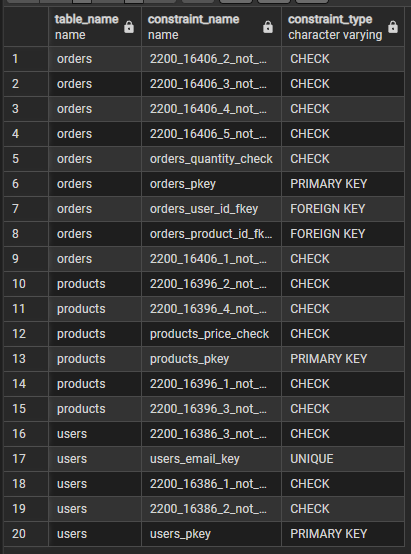 table_name constraint_name constraint_type
name name character varying
1 orders 2200_16406_2_not_... CHECK
2 orders 2200_16406_3_not_... CHECK
3 orders 2200_16406_4_not_... CHECK
4 orders 2200_16406_5_not_... CHECK
5 orders orders_quantity_check CHECK
6 orders orders_pkey PRIMARY KEY
7 orders orders_user_id_fkey FOREIGN KEY
8 orders orders_product_id_fk... FOREIGN KEY
9 orders 2200_16406_1_not_... CHECK
10 products 2200_16396_2_not_... CHECK
11 products 2200_16396_4_not_... CHECK
12 products products_price_check CHECK
13 products products_pkey PRIMARY KEY
14 products 2200_16396_1_not_... CHECK
15 products 2200_16396_3_not_... CHECK
16 users 2200_16386_3_not_... CHECK
17 users users_email_key UNIQUE
18 users 2200_16386_1_not_... CHECK
19 users 2200_16386_2_not_... CHECK
20 users users_pkey PRIMARY KEY